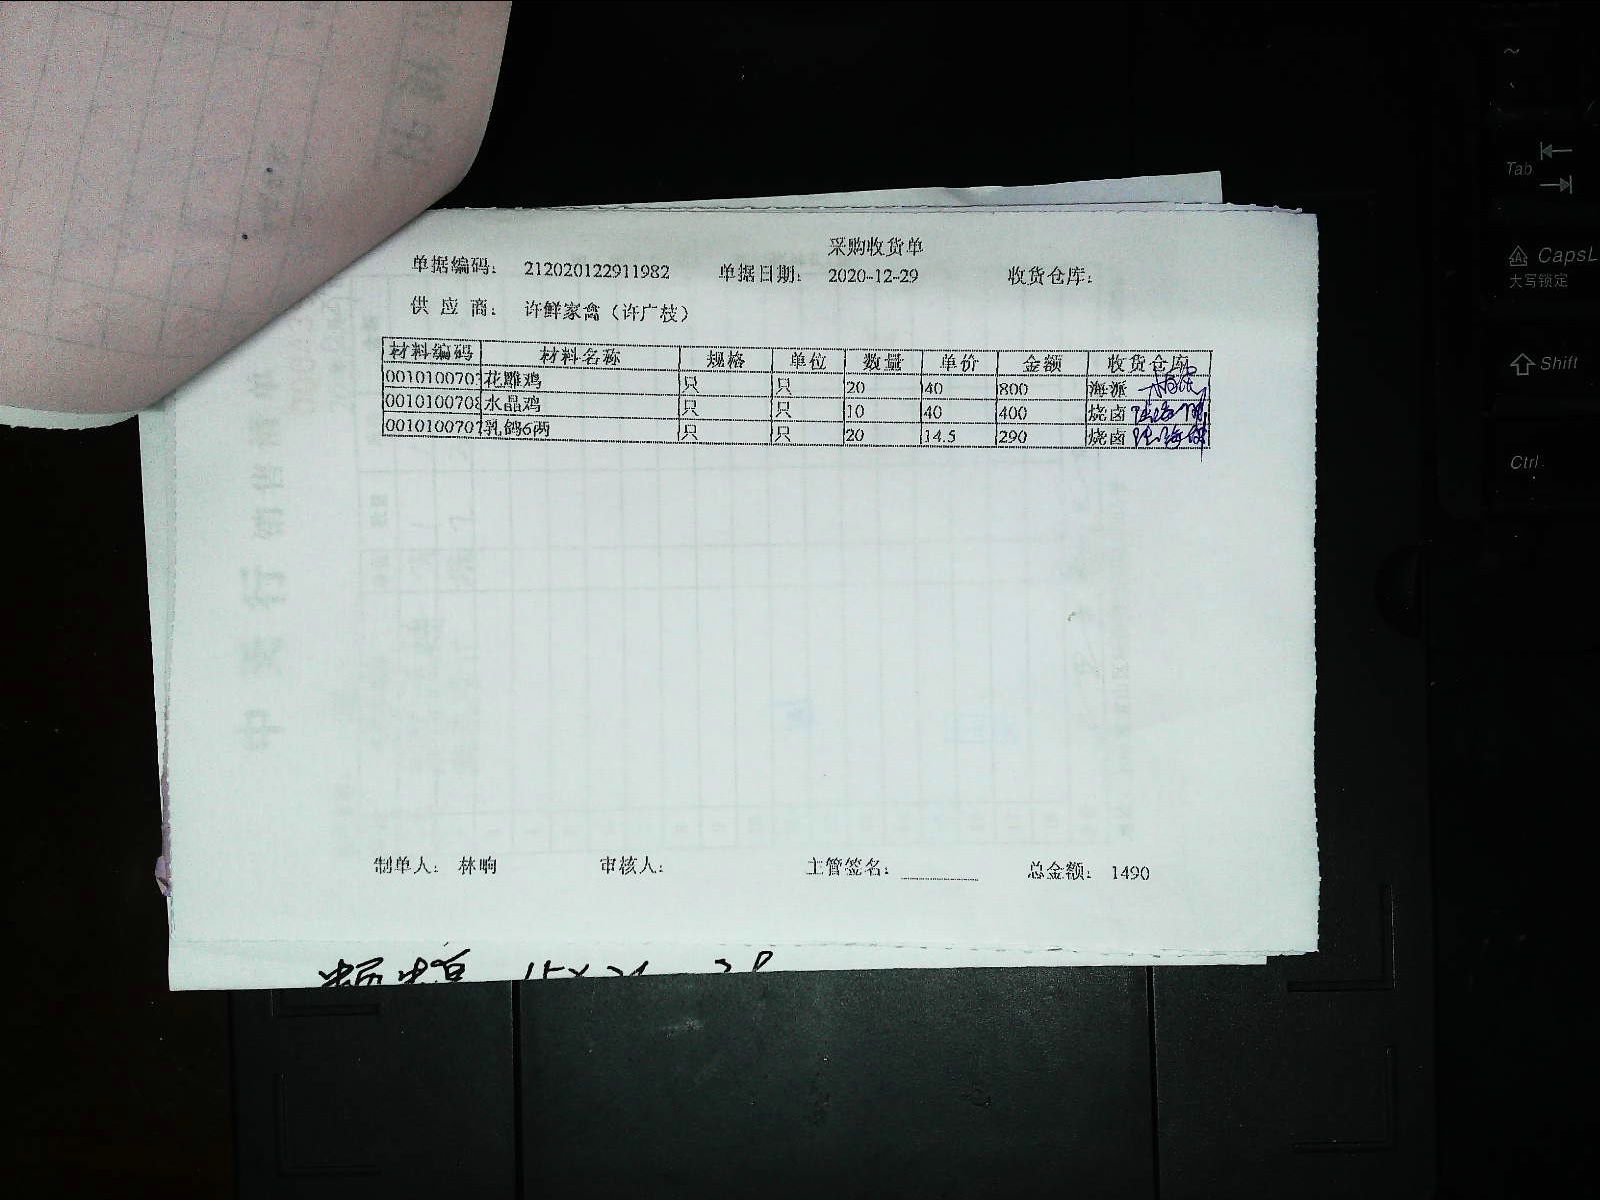 采购收货单
单据编码: 212020122911982 单据日期: 2020-12-29 收货仓库:
供 应 商: 许鲜家禽(许广枝)
材料编码 材料名称 规格 单位 数量 单价 金额 收货仓库
0010100703 花雕鸡 只 只 20 40 800 海派
0010100708 水晶鸡 只 只 10 40 400 烧卤
0010100707 乳鸽6两 只 只 20 14.5 290 烧卤
制单人: 林晌 审核人: 主管签名: 总金额: 1490
~
Tab
CapsL
大写锁定
Shift
Ctrl